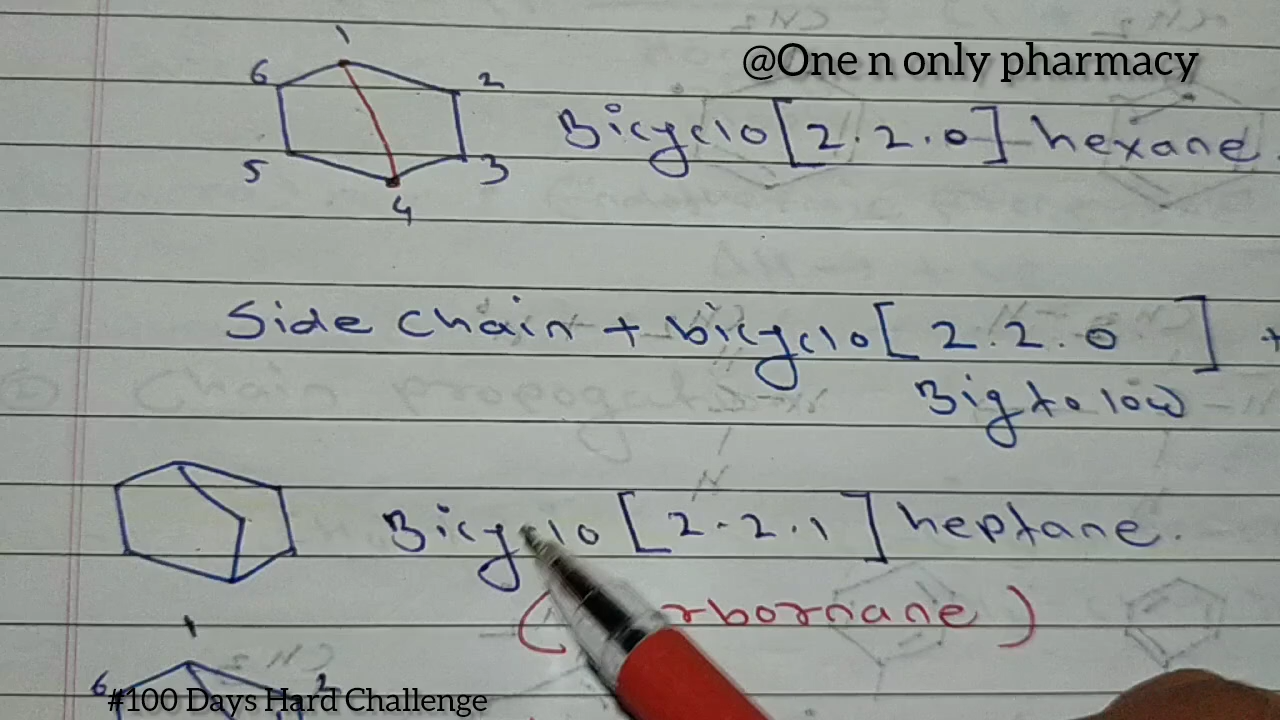 @One n only pharmacy
1
6 2
Bicyclo [2.2.0] hexane.
5 3
4
Side chain + bicyclo [2.2.0] +
Big to low
Bicyclo [2.2.1] heptane.
( rbornane)
1
6 2
#100 Days Hard Challenge